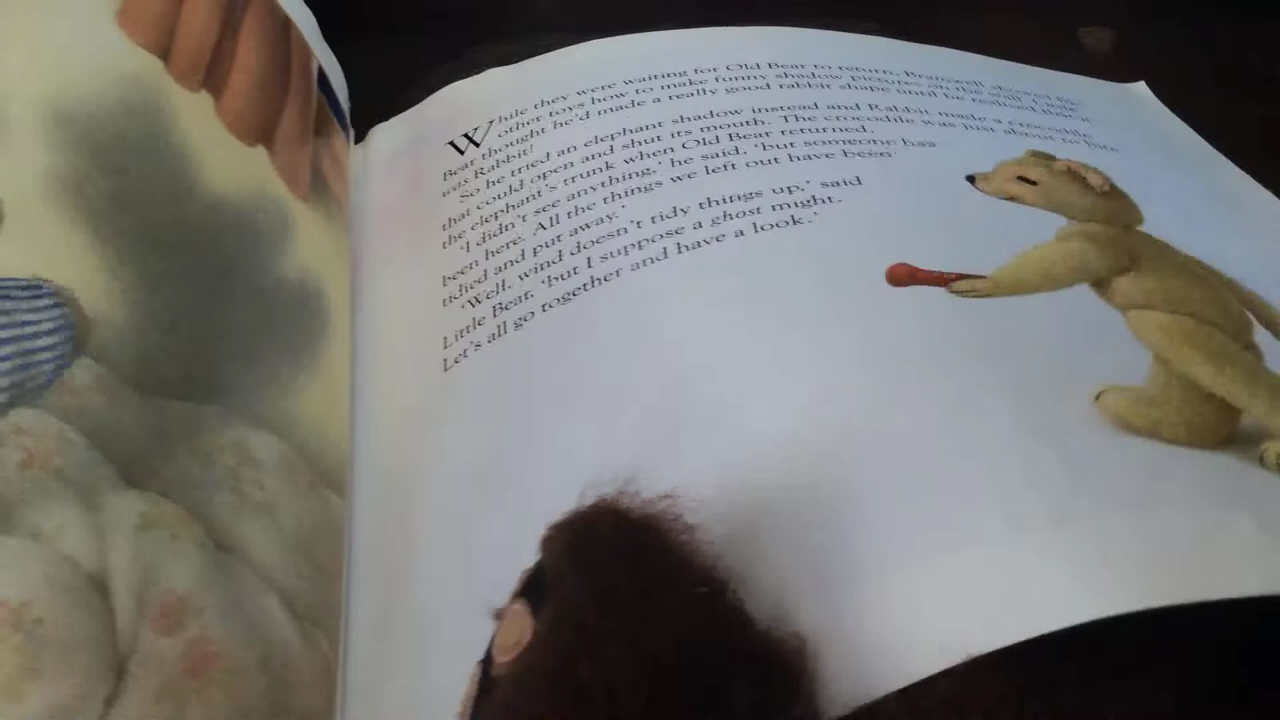 While they were waiting for Old Bear to return, Bramwell showed the
other toys how to make funny shadow pictures on the wall. Little
Bear thought he'd made a really good rabbit shape until he realized that it
was Rabbit!
So he tried an elephant shadow instead and Rabbit made a crocodile
that could open and shut its mouth. The crocodile was just about to bite
the elephant's trunk when Old Bear returned.
'I didn't see anything,' he said, 'but someone has
been here. All the things we left out have been
tidied and put away.'
'Well, wind doesn't tidy things up,' said
Little Bear, 'but I suppose a ghost might.
Let's all go together and have a look.'